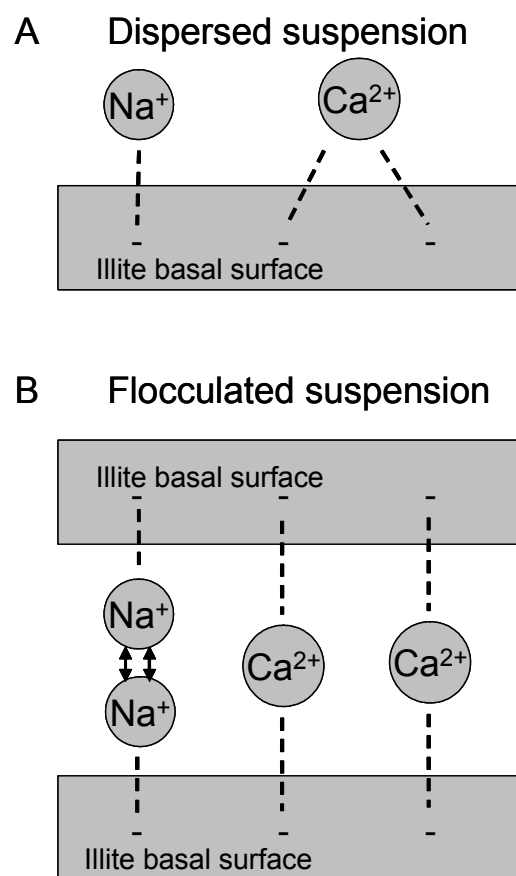 A Dispersed suspension
Na⁺ Ca²⁺
- - -
Illite basal surface
B Flocculated suspension
Illite basal surface
- - -
Na⁺
Ca²⁺ Ca²⁺
Na⁺
- - -
Illite basal surface